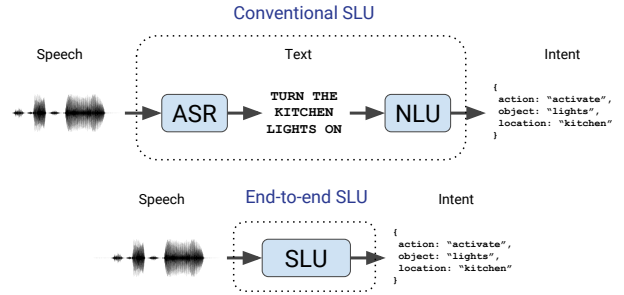 Conventional SLU
Speech
Text
Intent
ASR
TURN THE
KITCHEN
LIGHTS ON
NLU
{
action: “activate”,
object: “lights”,
location: “kitchen”
}
End-to-end SLU
Speech
Intent
SLU
{
action: “activate”,
object: “lights”,
location: “kitchen”
}